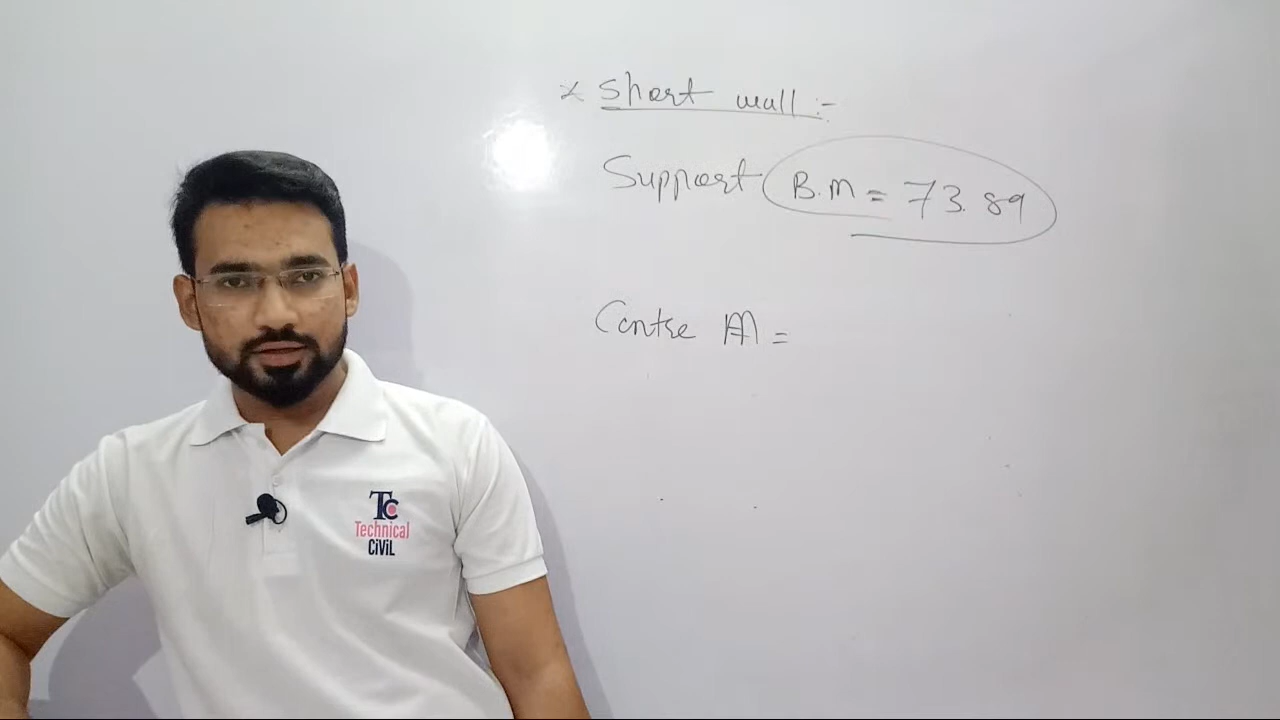 × Short wall :-
Support B.M = 73.89
Centre M =
TC
Technical
CiViL